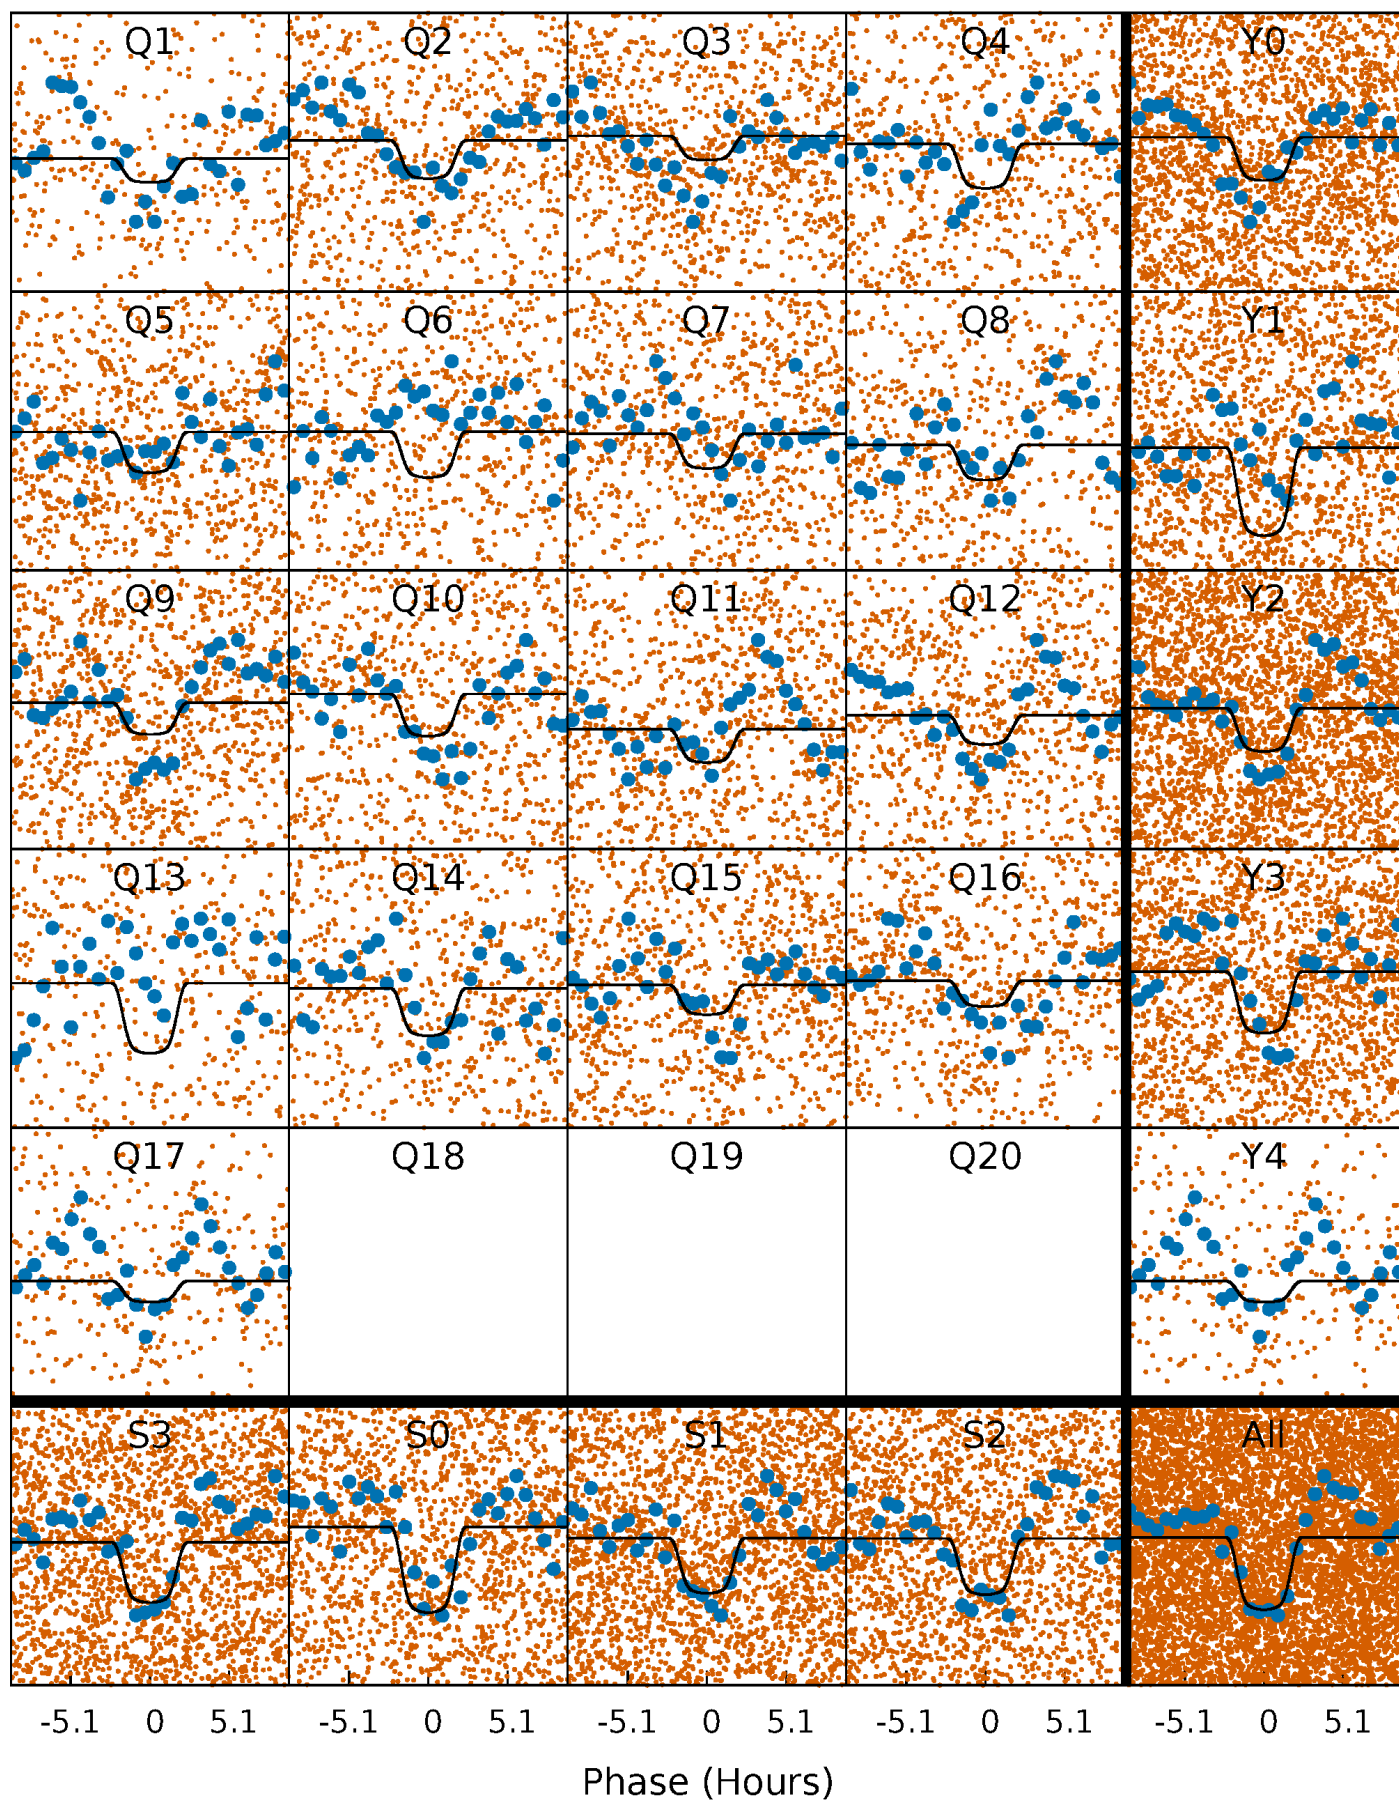 Q1 Q2 Q3 Q4 Y0
Q5 Q6 Q7 Q8 Y1
Q9 Q10 Q11 Q12 Y2
Q13 Q14 Q15 Q16 Y3
Q17 Q18 Q19 Q20 Y4
S3 S0 S1 S2 All
-5.1 0 5.1 -5.1 0 5.1 -5.1 0 5.1 -5.1 0 5.1 -5.1 0 5.1
Phase (Hours)